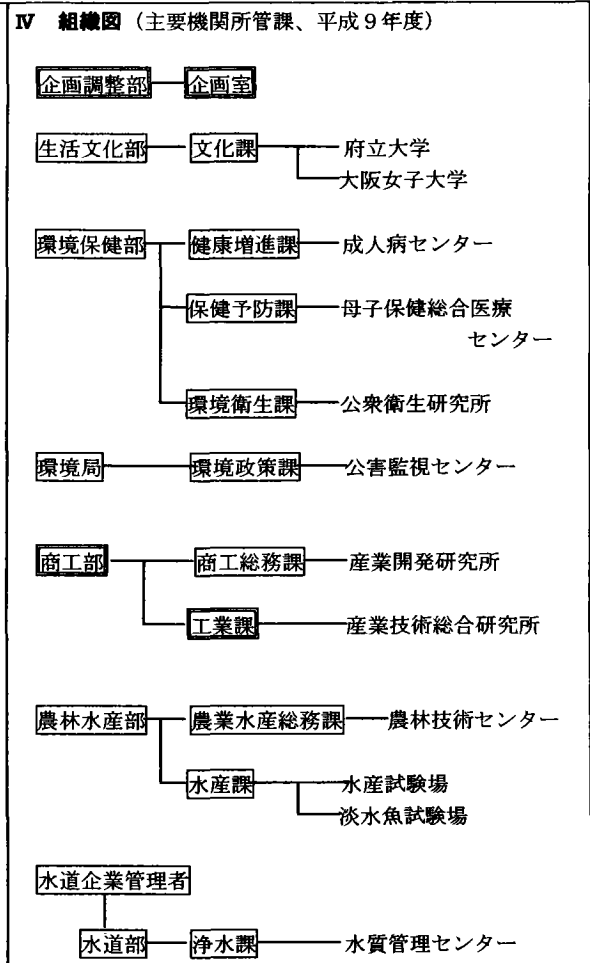 Ⅳ 組織図（主要機関所管課、平成９年度）
企画調整部 企画室
生活文化部 文化課 府立大学
大阪女子大学
環境保健部 健康増進課 成人病センター
保健予防課 母子保健総合医療
センター
環境衛生課 公衆衛生研究所
環境局 環境政策課 公害監視センター
商工部 商工総務課 産業開発研究所
工業課 産業技術総合研究所
農林水産部 農業水産総務課 農林技術センター
水産課 水産試験場
淡水魚試験場
水道企業管理者
水道部 浄水課 水質管理センター